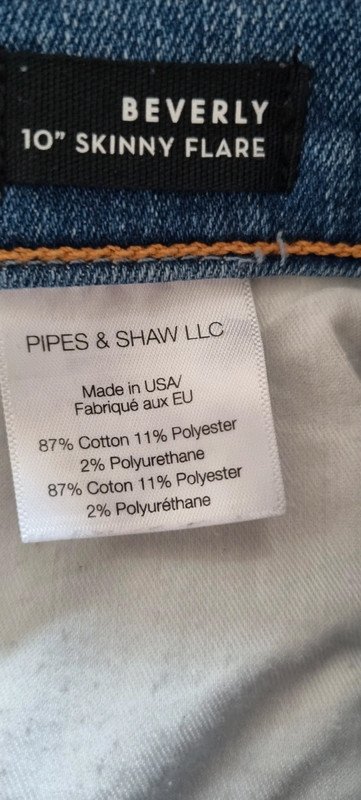 BEVERLY
10" SKINNY FLARE
PIPES & SHAW LLC
Made in USA/
Fabriqué aux EU
87% Cotton 11% Polyester
2% Polyurethane
87% Coton 11% Polyester
2% Polyuréthane